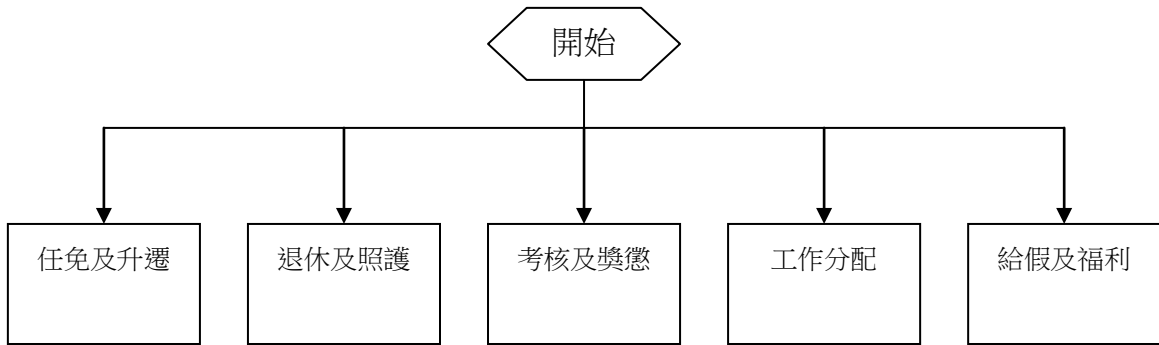 開始
任免及升遷
退休及照護
考核及獎懲
工作分配
給假及福利